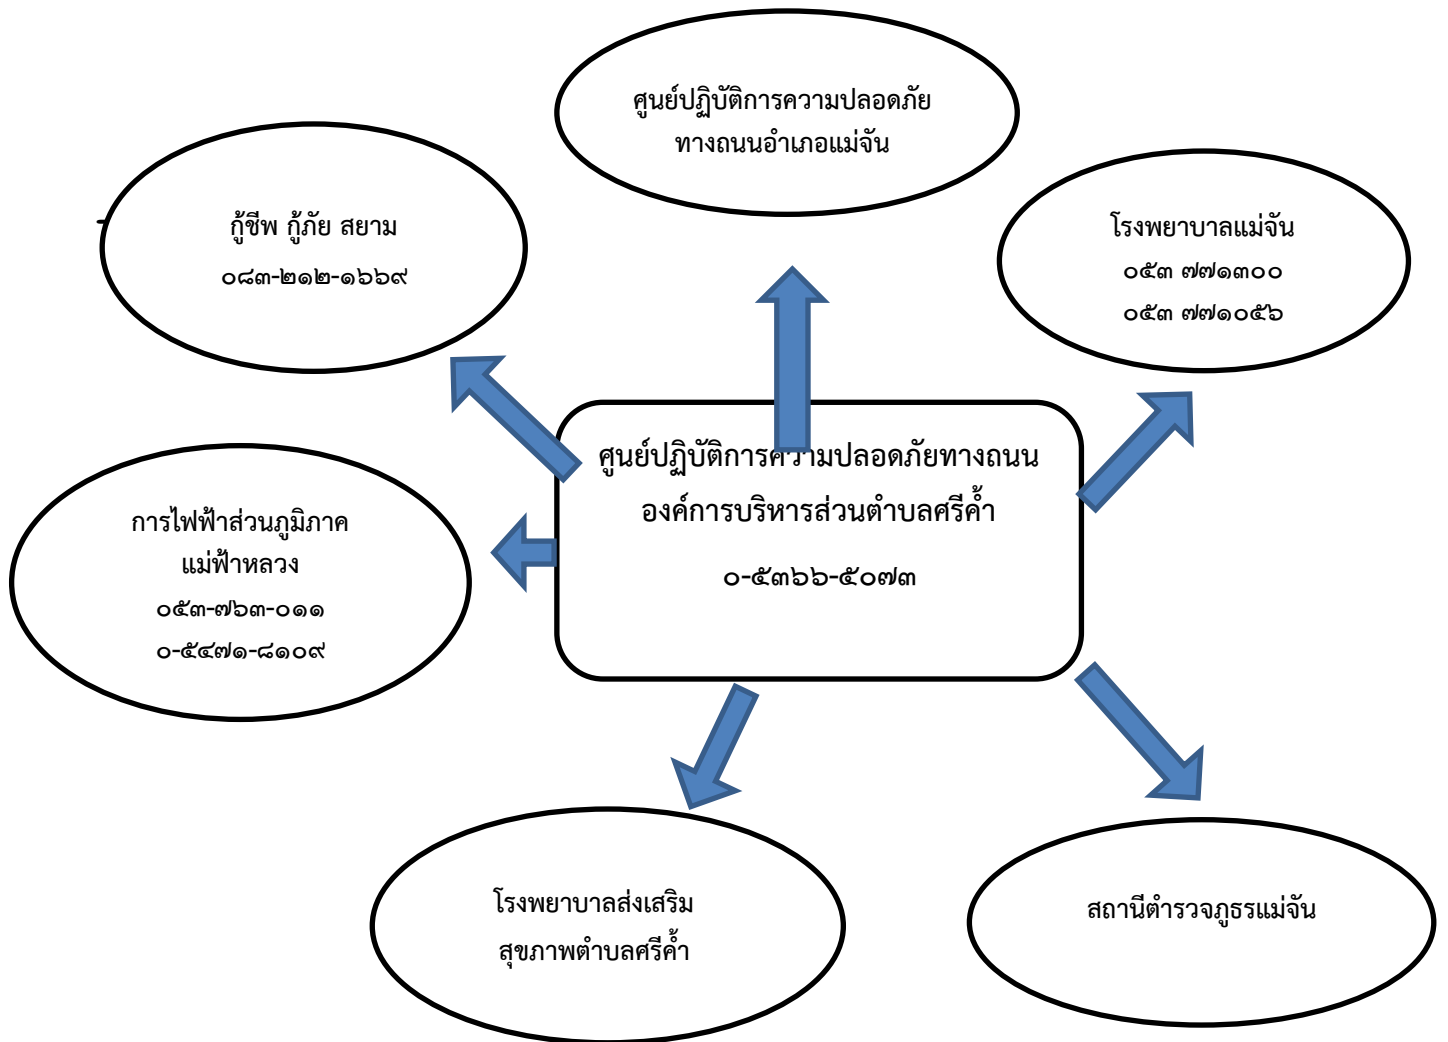 ศูนย์ปฏิบัติการความปลอดภัย
ทางถนนอำเภอแม่จัน
กู้ชีพ กู้ภัย สยาม
๐๘๓-๒๑๒-๑๖๖๙
โรงพยาบาลแม่จัน
๐๕๓ ๗๗๑๓๐๐
๐๕๓ ๗๗๑๐๕๖
ศูนย์ปฏิบัติการความปลอดภัยทางถนน
องค์การบริหารส่วนตำบลศรีค้ำ
๐-๕๓๖๖-๕๐๗๓
การไฟฟ้าส่วนภูมิภาค
แม่ฟ้าหลวง
๐๕๓-๗๖๓-๐๑๑
๐-๕๔๗๑-๘๑๐๙
โรงพยาบาลส่งเสริม
สุขภาพตำบลศรีค้ำ
สถานีตำรวจภูธรแม่จัน